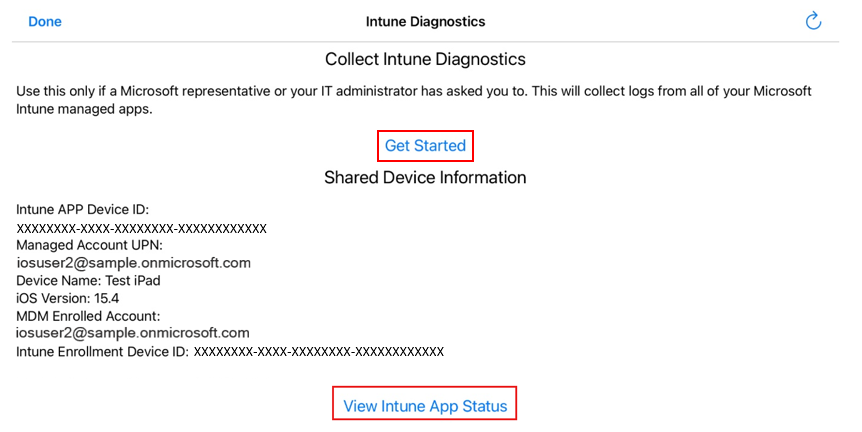 Done
Intune Diagnostics
Collect Intune Diagnostics
Use this only if a Microsoft representative or your IT administrator has asked you to. This will collect logs from all of your Microsoft
Intune managed apps.
Get Started
Shared Device Information
Intune APP Device ID:
XXXXXXXX-XXXX-XXXXXXXX-XXXXXXXXXXXX
Managed Account UPN:
iosuser2@sample.onmicrosoft.com
Device Name: Test iPad
iOS Version: 15.4
MDM Enrolled Account:
iosuser2@sample.onmicrosoft.com
Intune Enrollment Device ID: XXXXXXXX-XXXX-XXXXXXXX-XXXXXXXXXXXX
View Intune App Status